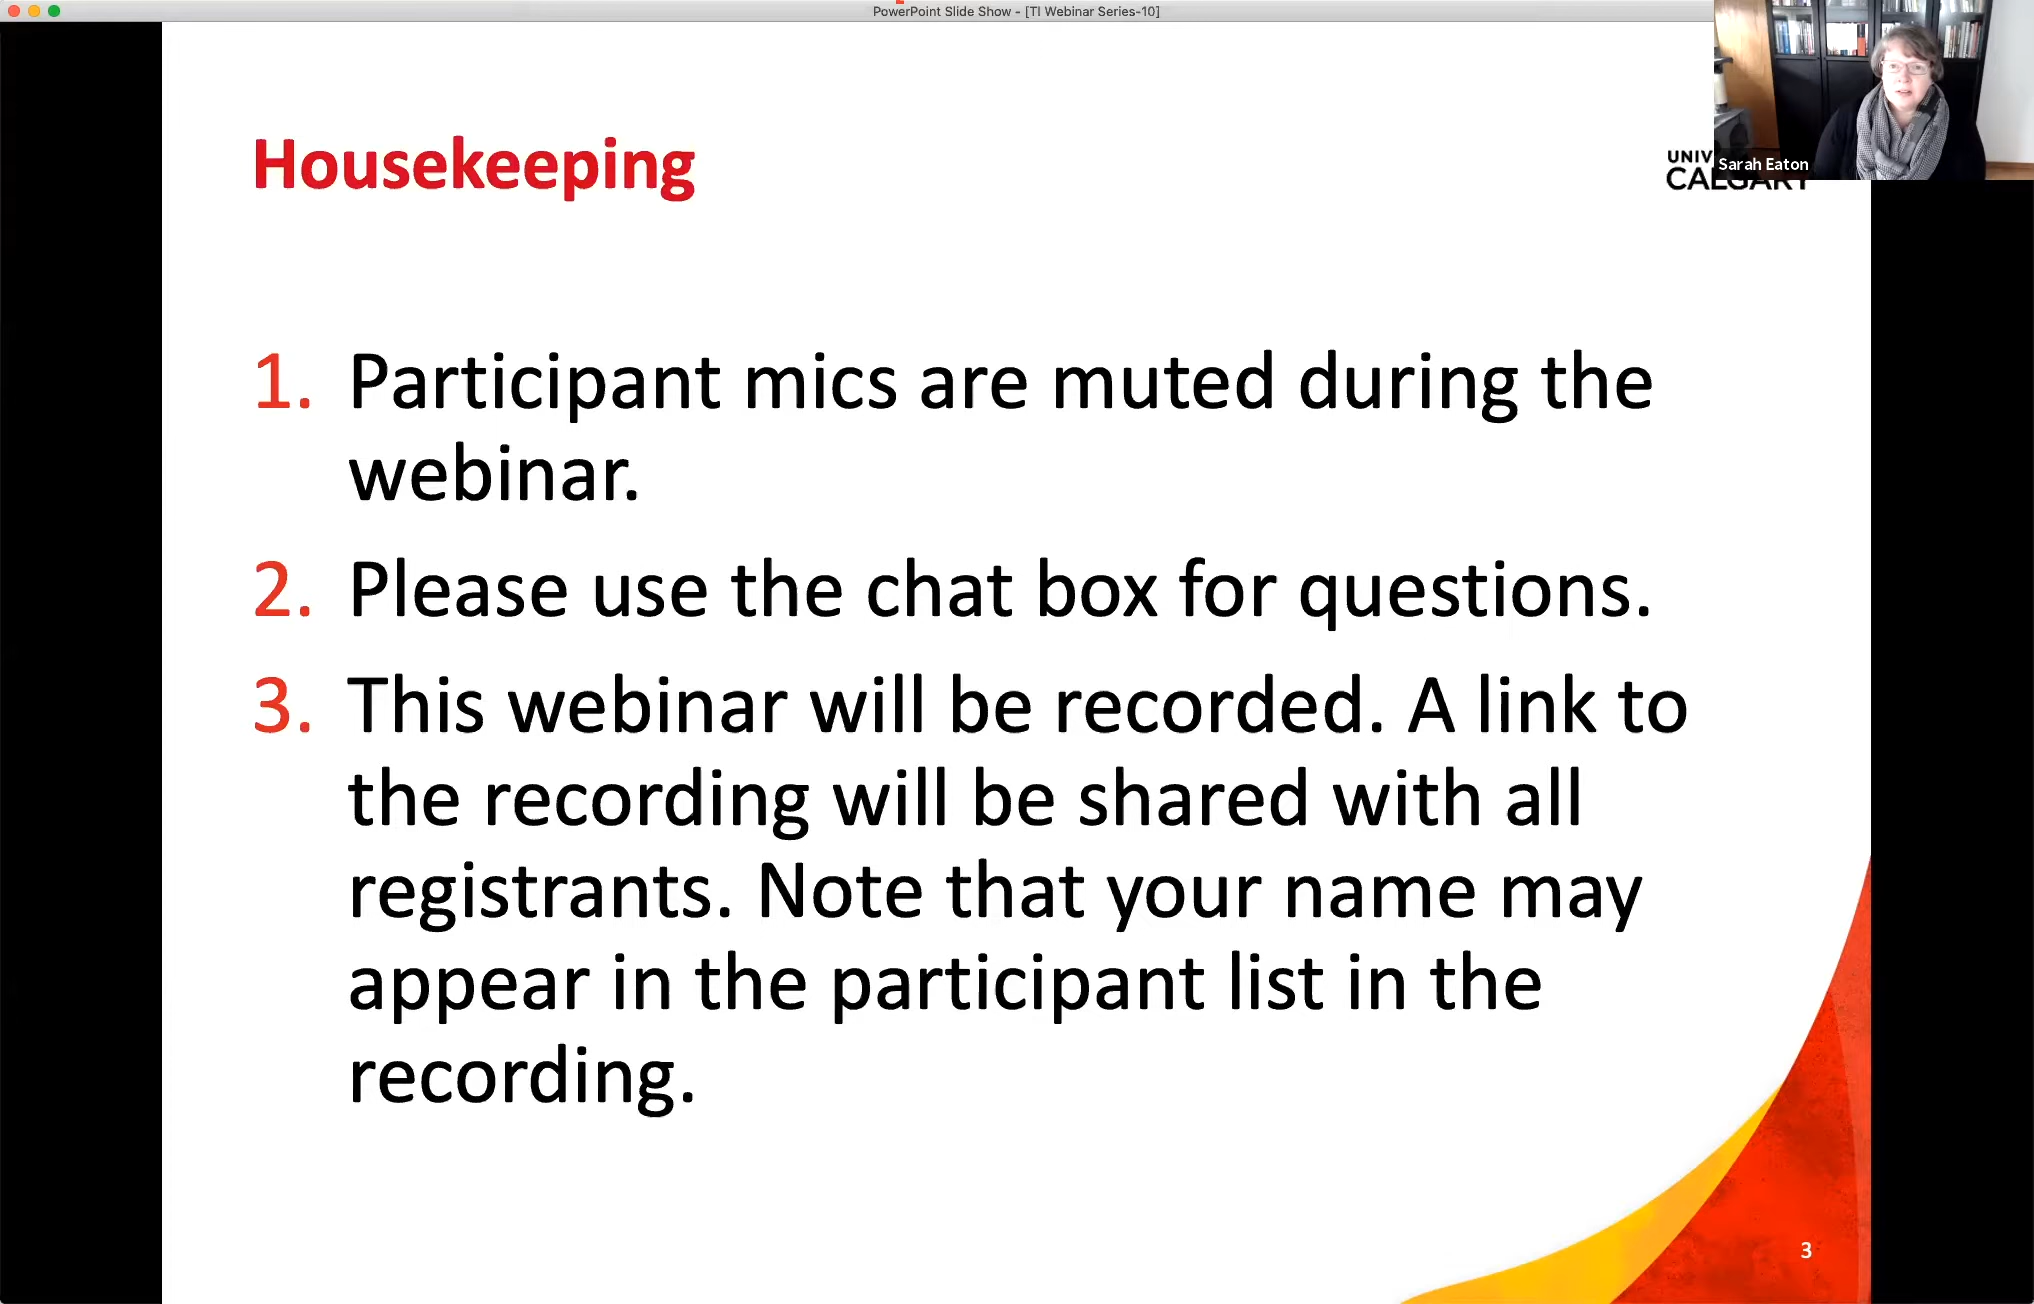 PowerPoint Slide Show - [TI Webinar Series-10]
Housekeeping
UNIV
CALGARY
Sarah Eaton
1. Participant mics are muted during the
webinar.
2. Please use the chat box for questions.
3. This webinar will be recorded. A link to
the recording will be shared with all
registrants. Note that your name may
appear in the participant list in the
recording.
3